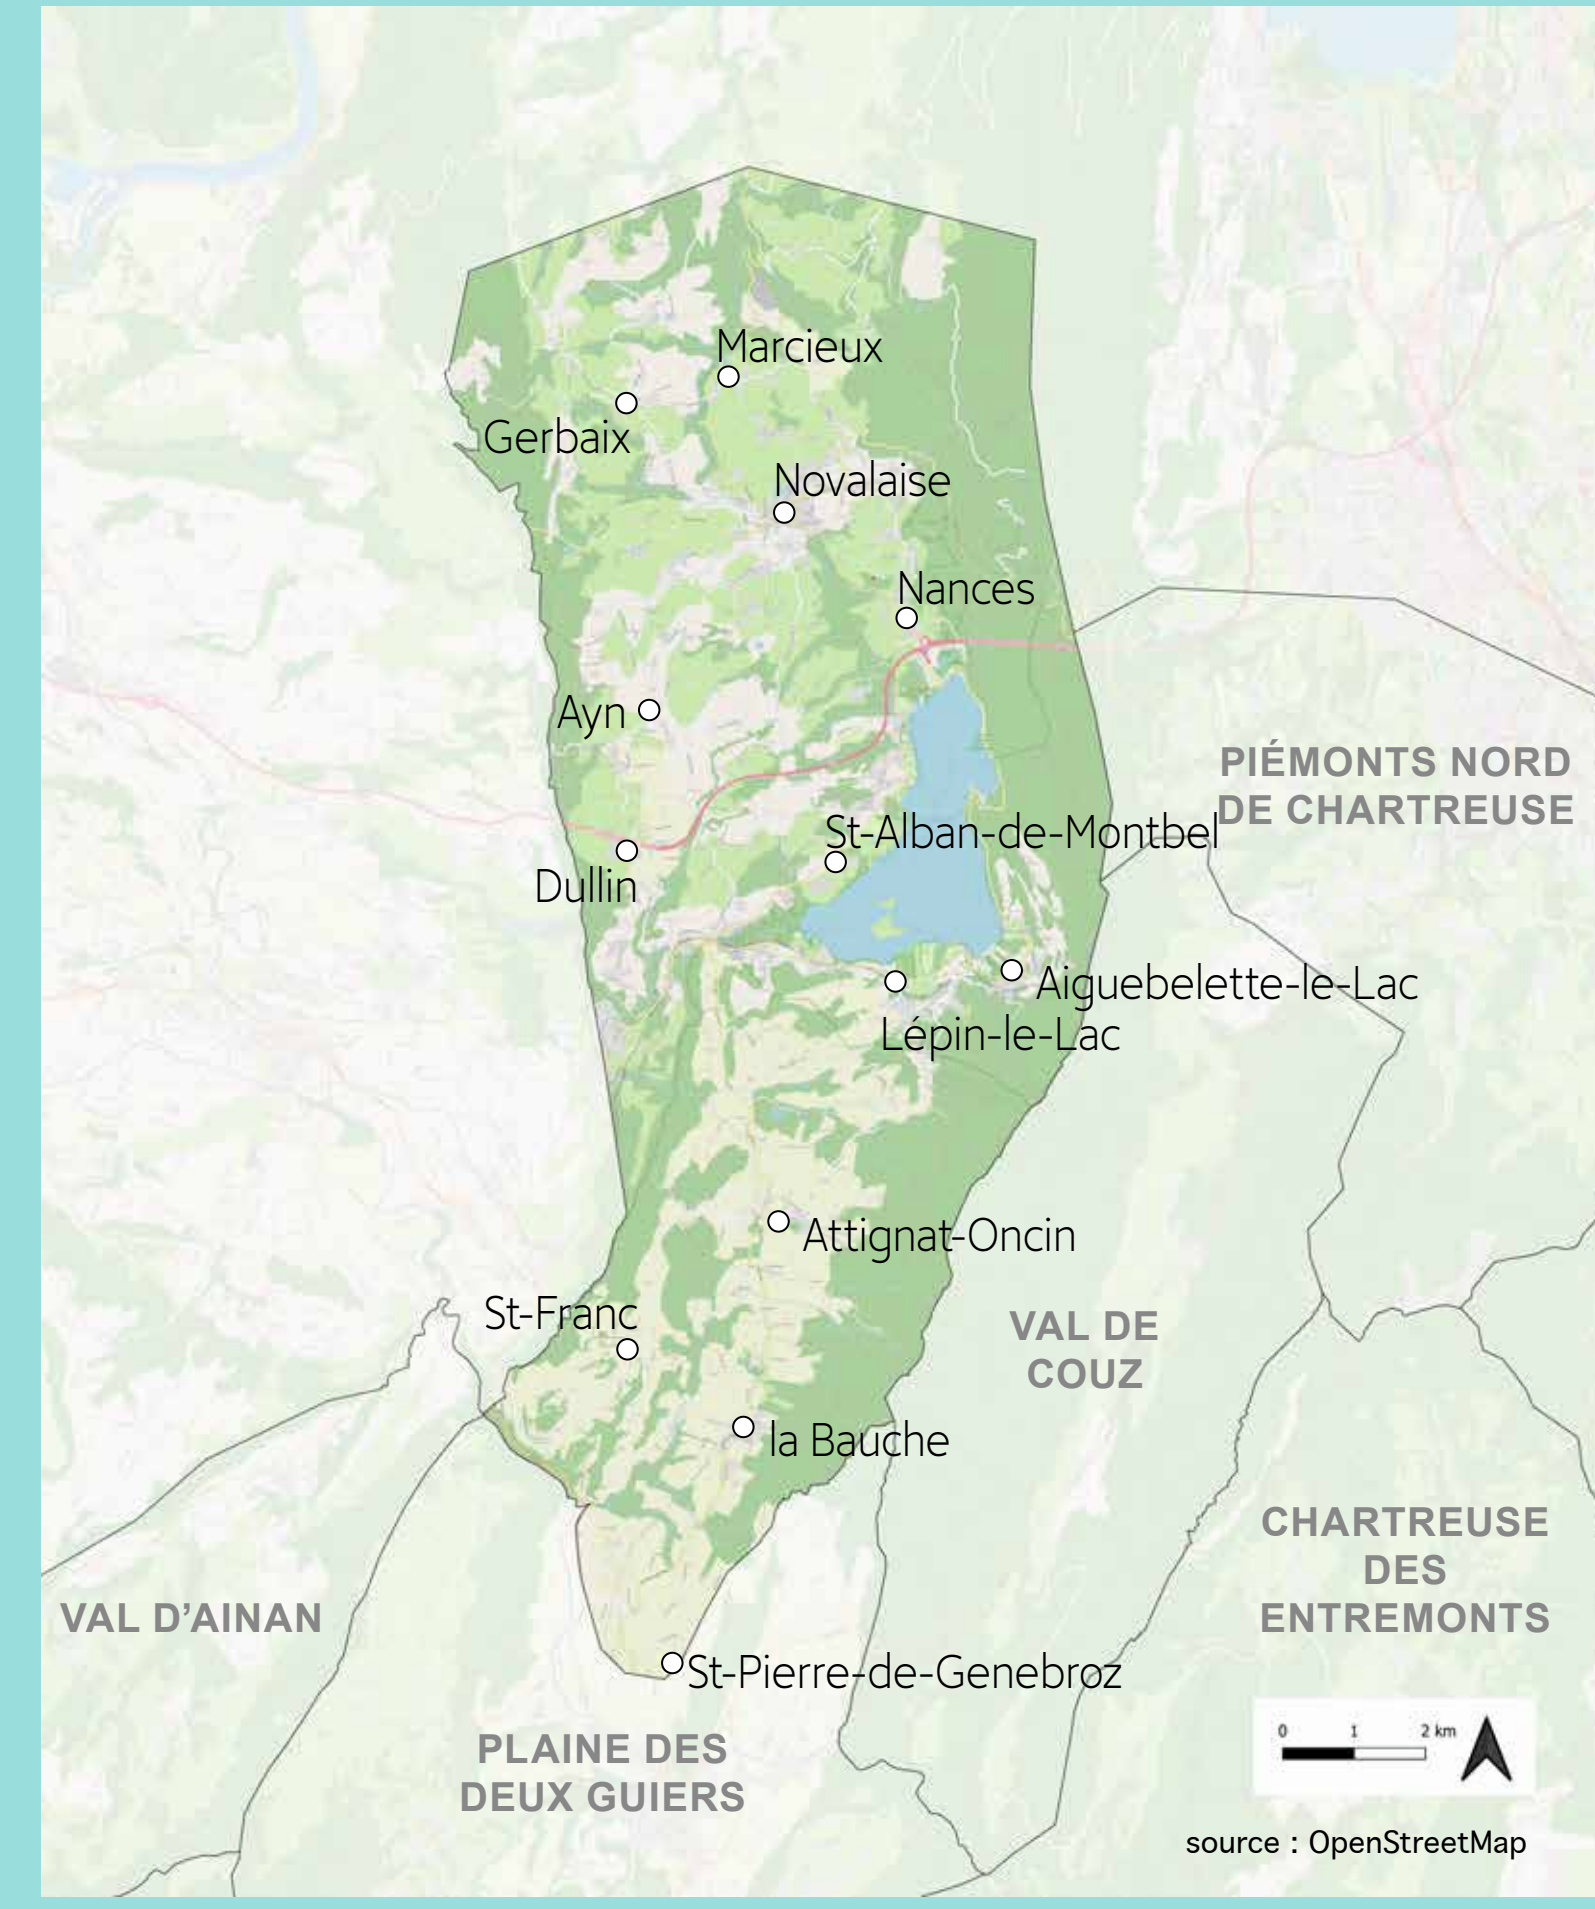 Marcieux
Gerbaix
Novalaise
Nances
Ayn
PIÉMONTS NORD
DE CHARTREUSE
St-Alban-de-Montbel
Dullin
Aiguebelette-le-Lac
Lépin-le-Lac
Attignat-Oncin
St-Franc
VAL DE
COUZ
la Bauche
CHARTREUSE
DES
ENTREMONTS
VAL D’AINAN
St-Pierre-de-Genebroz
PLAINE DES
DEUX GUIERS
0 1 2 km
source : OpenStreetMap